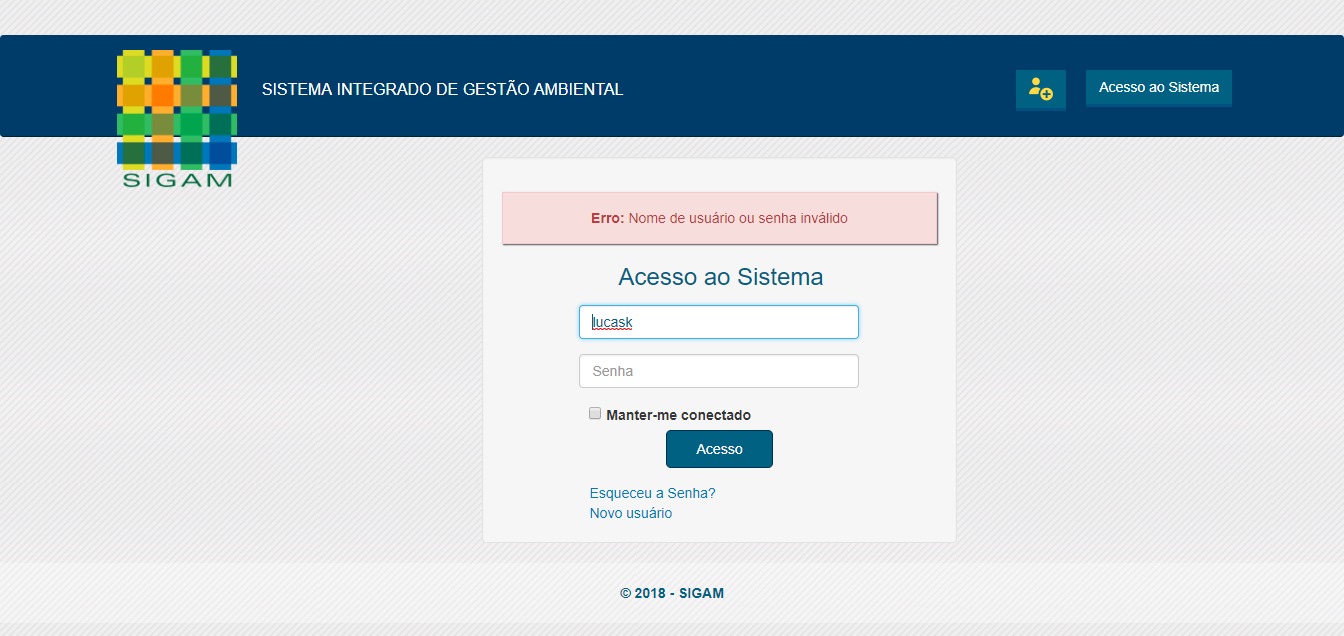 SISTEMA INTEGRADO DE GESTÃO AMBIENTAL
Acesso ao Sistema
SIGAM
Erro: Nome de usuário ou senha inválido
Acesso ao Sistema
lucask
Senha
Manter-me conectado
Acesso
Esqueceu a Senha?
Novo usuário
© 2018 - SIGAM